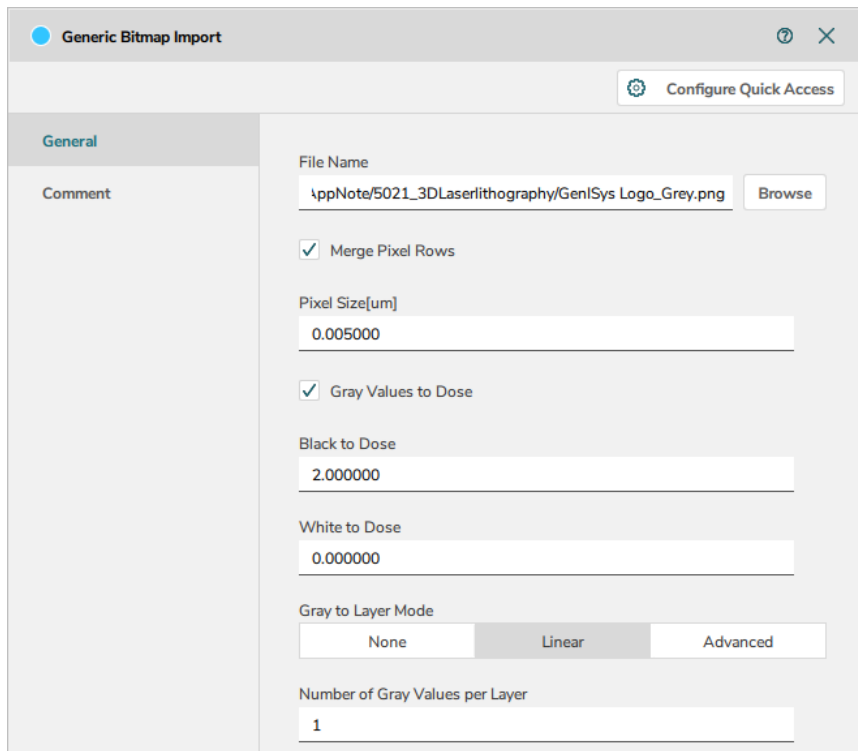 Generic Bitmap Import
Configure Quick Access
General
Comment
File Name
AppNote/5021_3DLaserlithography/GenISys Logo_Grey.png
Browse
Merge Pixel Rows
Pixel Size[um]
0.005000
Gray Values to Dose
Black to Dose
2.000000
White to Dose
0.000000
Gray to Layer Mode
None Linear Advanced
Number of Gray Values per Layer
1